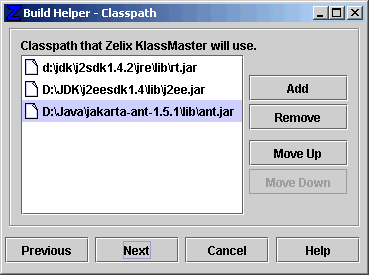 Build Helper - Classpath
Classpath that Zelix KlassMaster will use.
d:\jdk\j2sdk1.4.2\jre\lib\rt.jar
D:\JDK\j2eesdk1.4\lib\j2ee.jar
D:\Java\jakarta-ant-1.5.1\lib\ant.jar
Add
Remove
Move Up
Move Down
Previous
Next
Cancel
Help